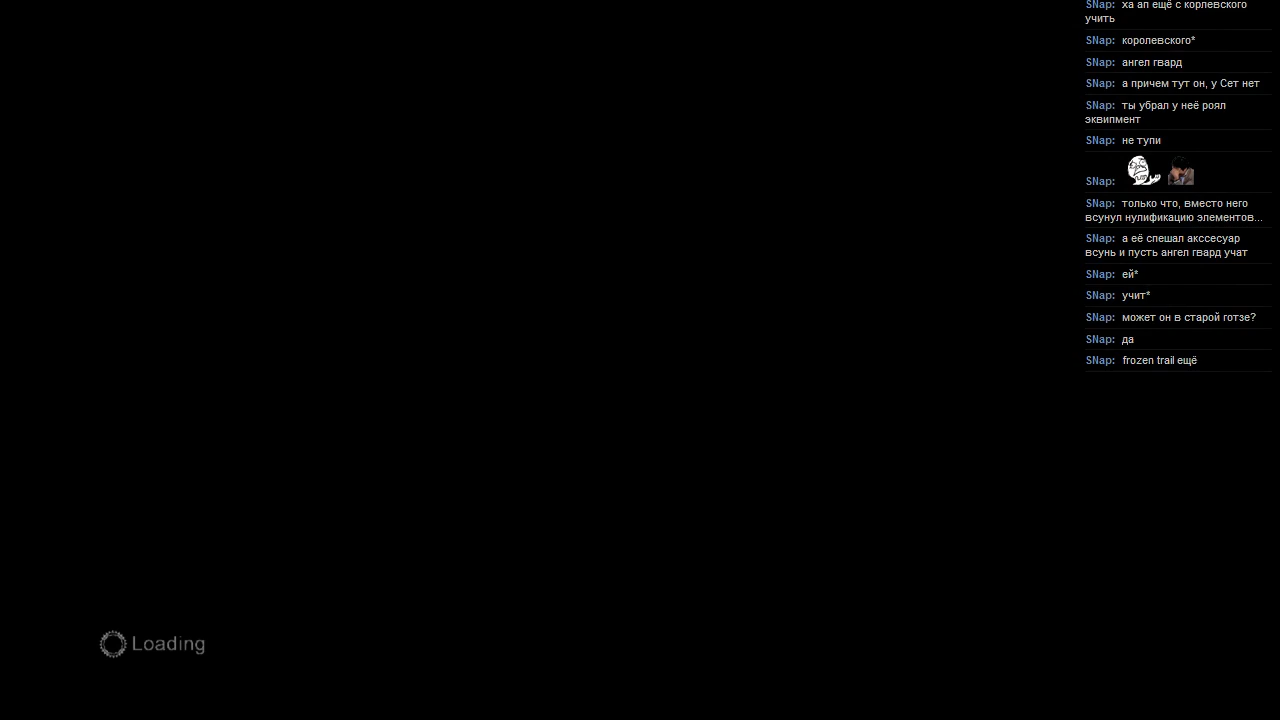 SNap: ха ап ещё с корлевского
учить
SNap: королевского*
SNap: ангел гвард
SNap: а причем тут он, у Сет нет
SNap: ты убрал у неё роял
эквипмент
SNap: не тупи
SNap:
SNap: только что, вместо него
всунул нулификацию элементов...
SNap: а её спешал акссесуар
всунь и пусть ангел гвард учат
SNap: ей*
SNap: учит*
SNap: может он в старой готзе?
SNap: да
SNap: frozen trail ещё
Loading